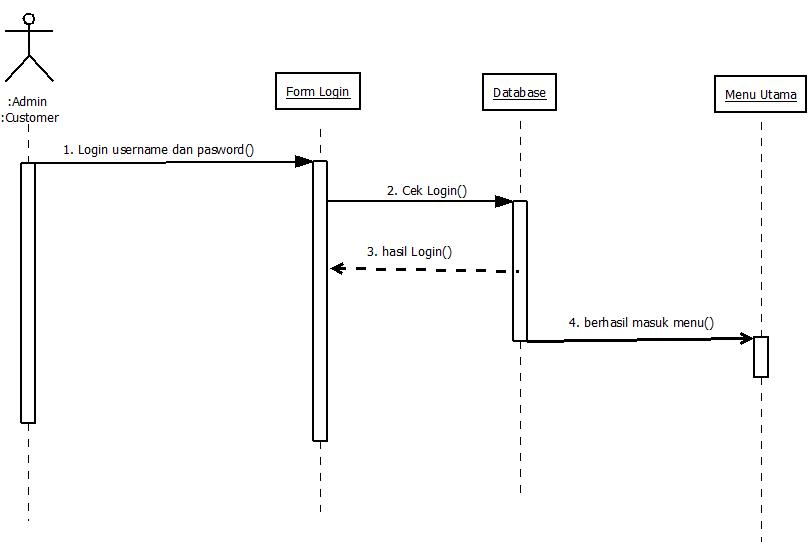 :Admin
:Customer
Form Login
Database
Menu Utama
1. Login username dan pasword()
2. Cek Login()
3. hasil Login()
4. berhasil masuk menu()